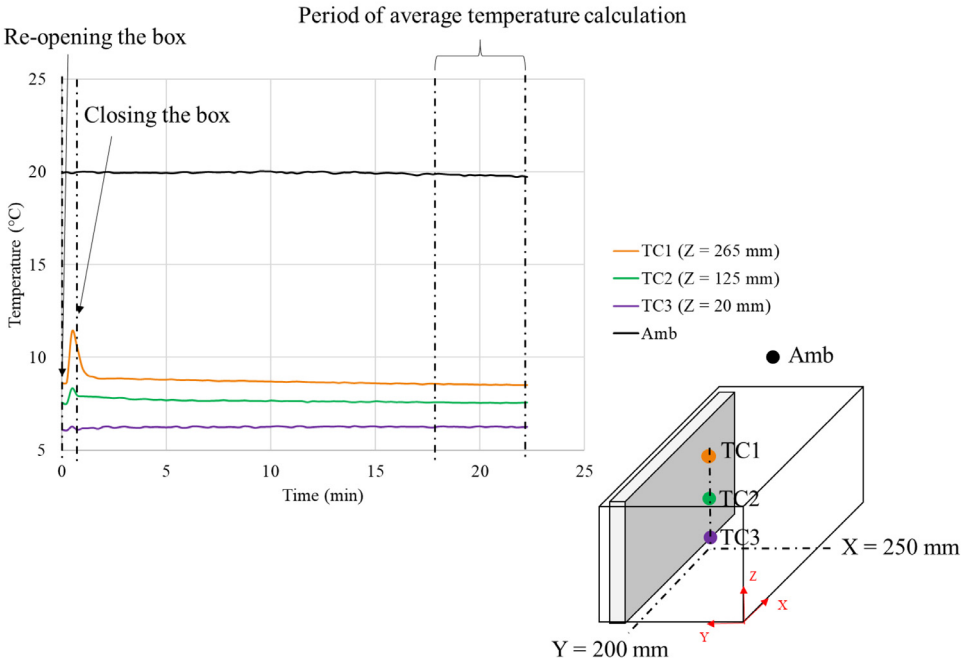 Period of average temperature calculation
Re-opening the box
Closing the box
25
20
15
10
5
0
5
10
15
20
25
Temperature (°C)
Time (min)
TC1 (Z = 265 mm)
TC2 (Z = 125 mm)
TC3 (Z = 20 mm)
Amb
Amb
TC1
TC2
TC3
X = 250 mm
Z
X
Y
Y = 200 mm